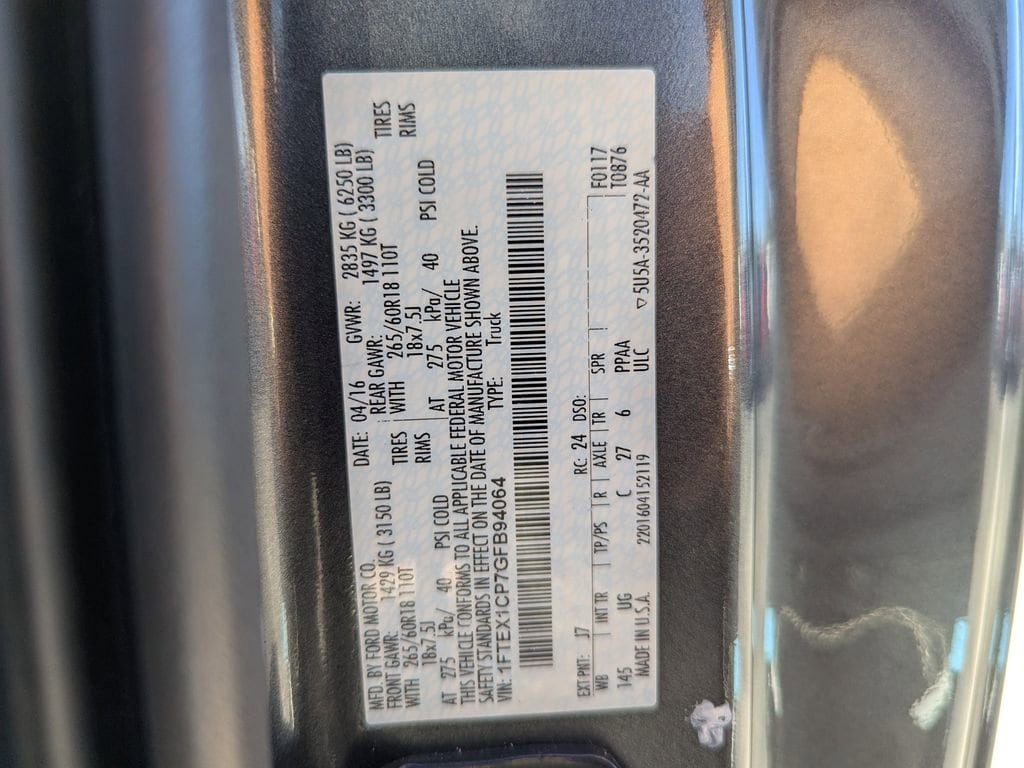 MFD. BY FORD MOTOR CO.
DATE: 04/16 GVWR: 2835 KG ( 6250 LB)
FRONT GAWR: 1429 KG ( 3150 LB)
REAR GAWR: 1497 KG ( 3300 LB)
WITH 265/60R18 110T TIRES
WITH 265/60R18 110T TIRES
18x7.5J RIMS
18x7.5J RIMS
AT 275 kPa/ 40 PSI COLD
AT 275 kPa/ 40 PSI COLD
THIS VEHICLE CONFORMS TO ALL APPLICABLE FEDERAL MOTOR VEHICLE
SAFETY STANDARDS IN EFFECT ON THE DATE OF MANUFACTURE SHOWN ABOVE.
VIN: 1FTEX1CP7GFB94064
TYPE: Truck
EXT PNT: J7 RC: 24 DSO:
WB INT TR TP/PS R AXLE TR SPR F0117
145 UG C 27 6 PPAA T0876
MADE IN U.S.A. 2201604152119 ULC ▽5U5A-3520472-AA